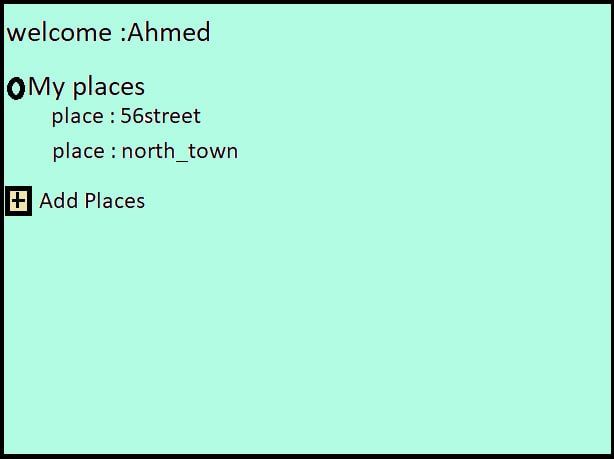 welcome :Ahmed
My places
place : 56street
place : north_town
+ Add Places